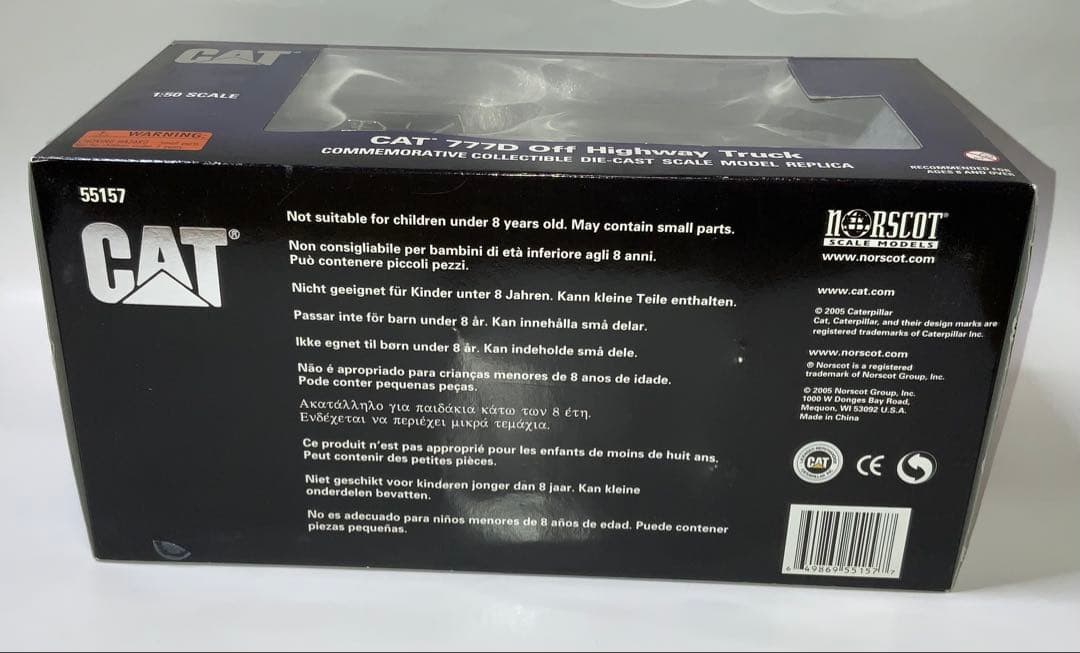 CAT
1:50 SCALE
WARNING:
CAT 777D Off Highway Truck
COMMEMORATIVE COLLECTIBLE DIE-CAST SCALE MODEL REPLICA
RECOMMENDED FOR
AGES 8 AND OVER
55157
CAT®
Not suitable for children under 8 years old. May contain small parts.
Non consigliabile per bambini di età inferiore agli 8 anni.
Può contenere piccoli pezzi.
Nicht geeignet für Kinder unter 8 Jahren. Kann kleine Teile enthalten.
Passar inte för barn under 8 år. Kan innehålla små delar.
Ikke egnet til børn under 8 år. Kan indeholde små dele.
Não é apropriado para crianças menores de 8 anos de idade.
Pode conter pequenas peças.
Ακατάλληλο για παιδάκια κάτω των 8 έτη.
Ενδέχεται να περιέχει μικρά τεμάχια.
Ce produit n'est pas approprié pour les enfants de moins de huit ans.
Peut contenir des petites pièces.
Niet geschikt voor kinderen jonger dan 8 jaar. Kan kleine
onderdelen bevatten.
No es adecuado para niños menores de 8 años de edad. Puede contener
piezas pequeñas.
NORSCOT®
SCALE MODELS
www.norscot.com
www.cat.com
© 2005 Caterpillar
Cat, Caterpillar, and their design marks are
registered trademarks of Caterpillar Inc.
www.norscot.com
® Norscot is a registered
trademark of Norscot Group, Inc.
© 2005 Norscot Group, Inc.
1000 W Donges Bay Road,
Mequon, WI 53092 U.S.A.
Made in China
CAT
CE
6 49869 55157 7